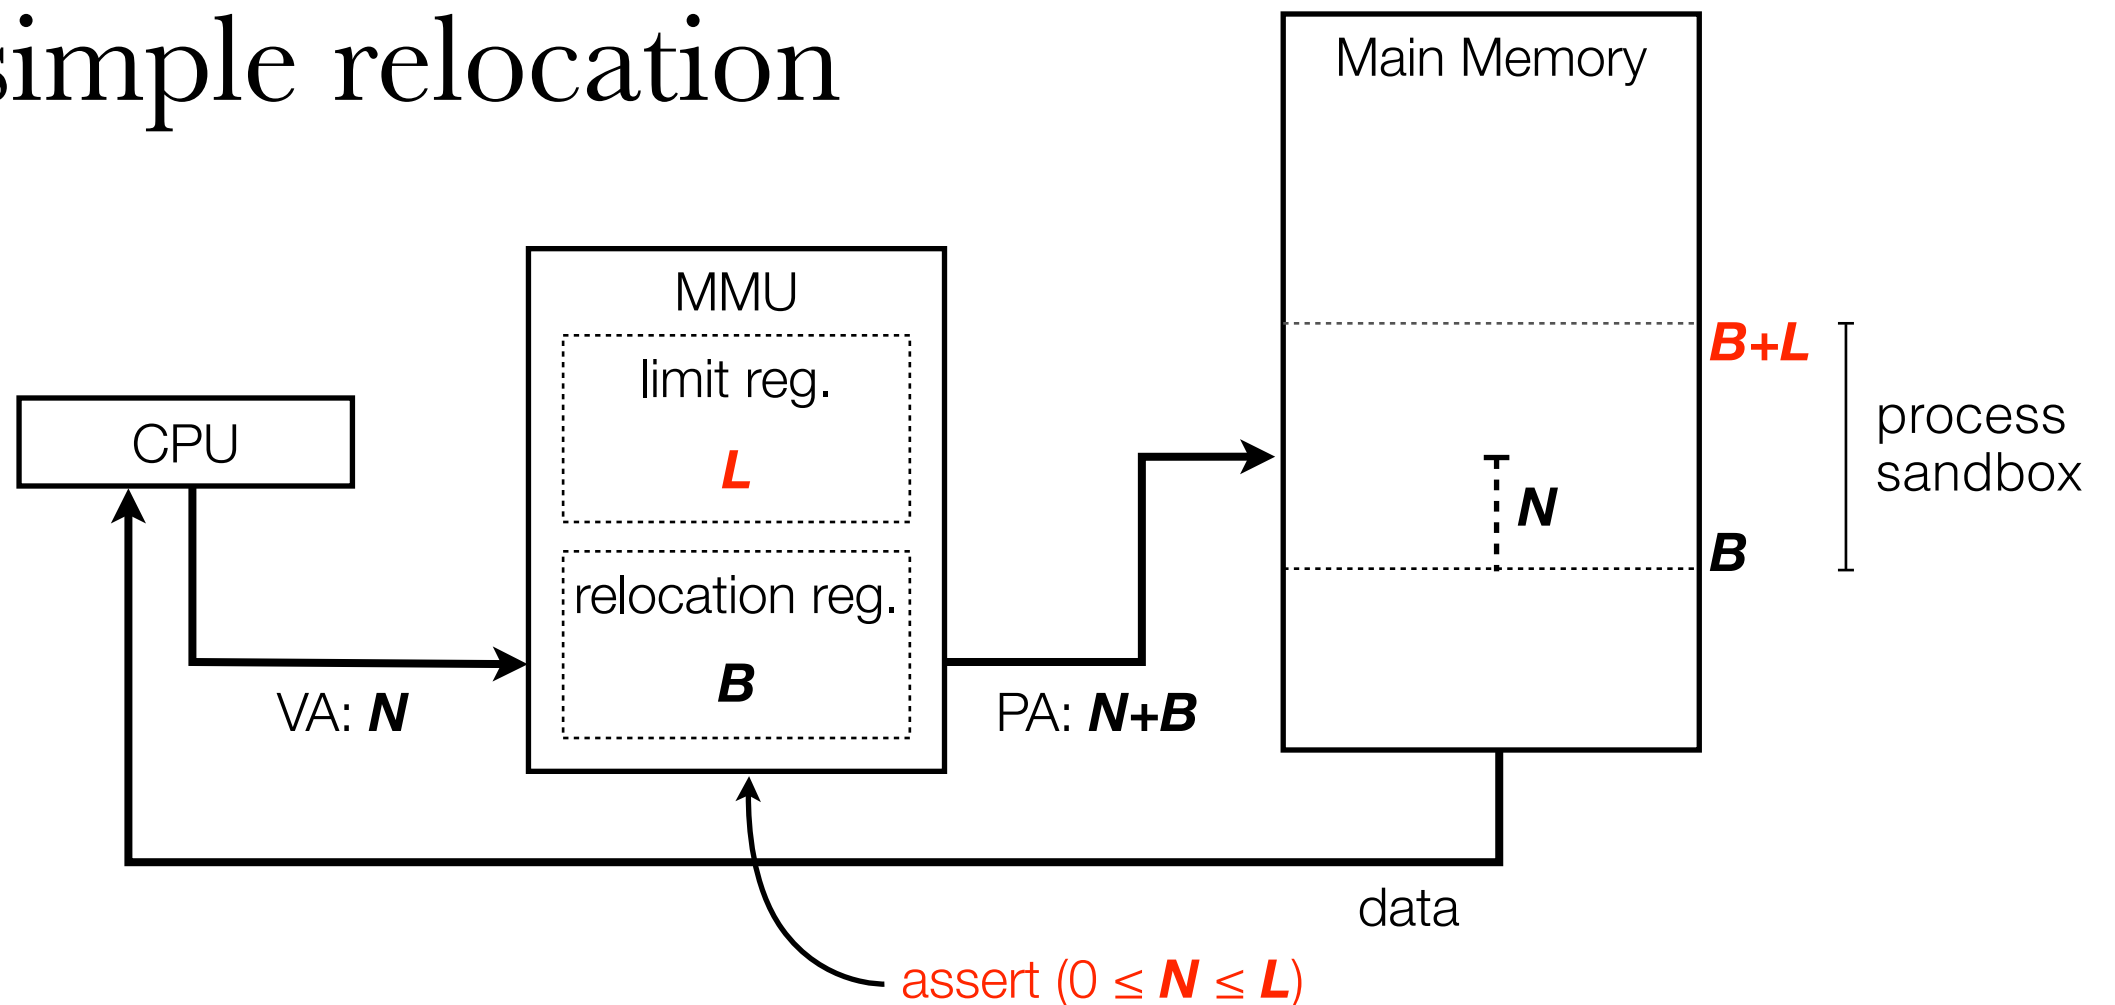 simple relocation
Main Memory
MMU
limit reg.
L
B+L
CPU
process
sandbox
N
B
relocation reg.
B
VA: N
PA: N+B
data
assert (0 ≤ N ≤ L)